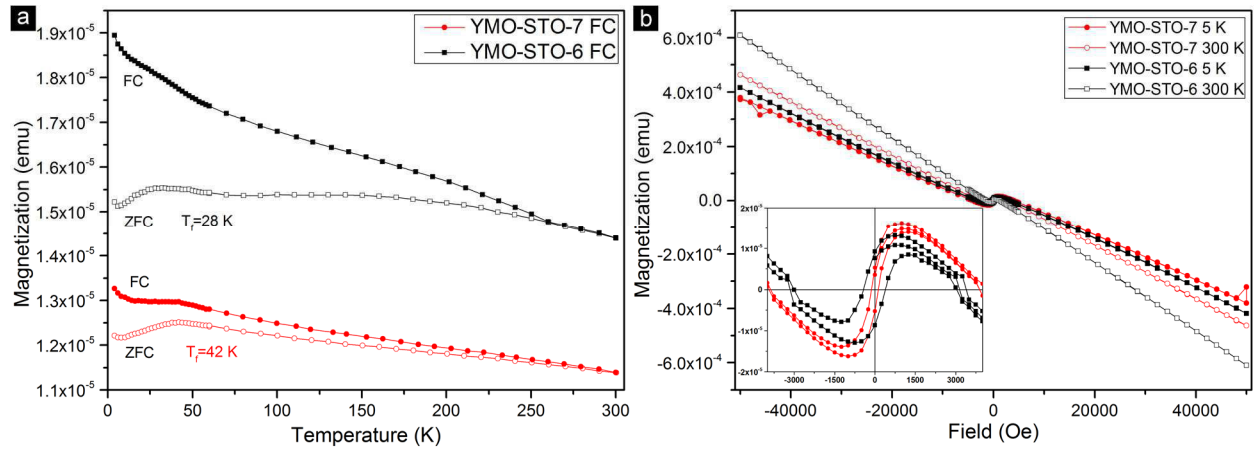 a
1.9x10⁻⁵
1.8x10⁻⁵
1.7x10⁻⁵
1.6x10⁻⁵
1.5x10⁻⁵
1.4x10⁻⁵
1.3x10⁻⁵
1.2x10⁻⁵
1.1x10⁻⁵
Magnetization (emu)
YMO-STO-7 FC
YMO-STO-6 FC
FC
ZFC
T_f=28 K
FC
ZFC
T_f=42 K
0 50 100 150 200 250 300
Temperature (K)
b
6.0x10⁻⁴
4.0x10⁻⁴
2.0x10⁻⁴
0.0
-2.0x10⁻⁴
-4.0x10⁻⁴
-6.0x10⁻⁴
Magnetization (emu)
YMO-STO-7 5 K
YMO-STO-7 300 K
YMO-STO-6 5 K
YMO-STO-6 300 K
2x10⁻⁵
1x10⁻⁵
0
-1x10⁻⁵
-2x10⁻⁵
-3000 -1500 0 1500 3000
-40000 -20000 0 20000 40000
Field (Oe)